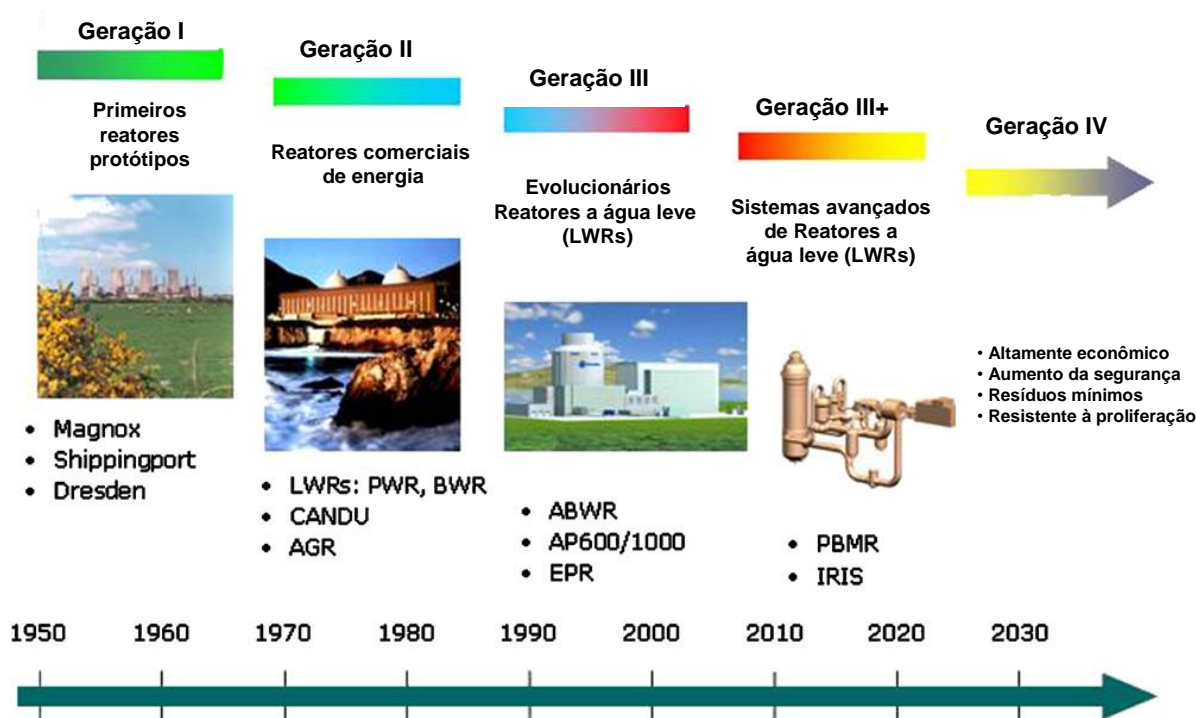 Geração I
Primeiros
reatores
protótipos
• Magnox
• Shippingport
• Dresden
Geração II
Reatores comerciais
de energia
• LWRs: PWR, BWR
• CANDU
• AGR
Geração III
Evolucionários
Reatores a água leve
(LWRs)
• ABWR
• AP600/1000
• EPR
Geração III+
Sistemas avançados
de Reatores a
água leve (LWRs)
• PBMR
• IRIS
Geração IV
• Altamente econômico
• Aumento da segurança
• Resíduos mínimos
• Resistente à proliferação
1950 1960 1970 1980 1990 2000 2010 2020 2030